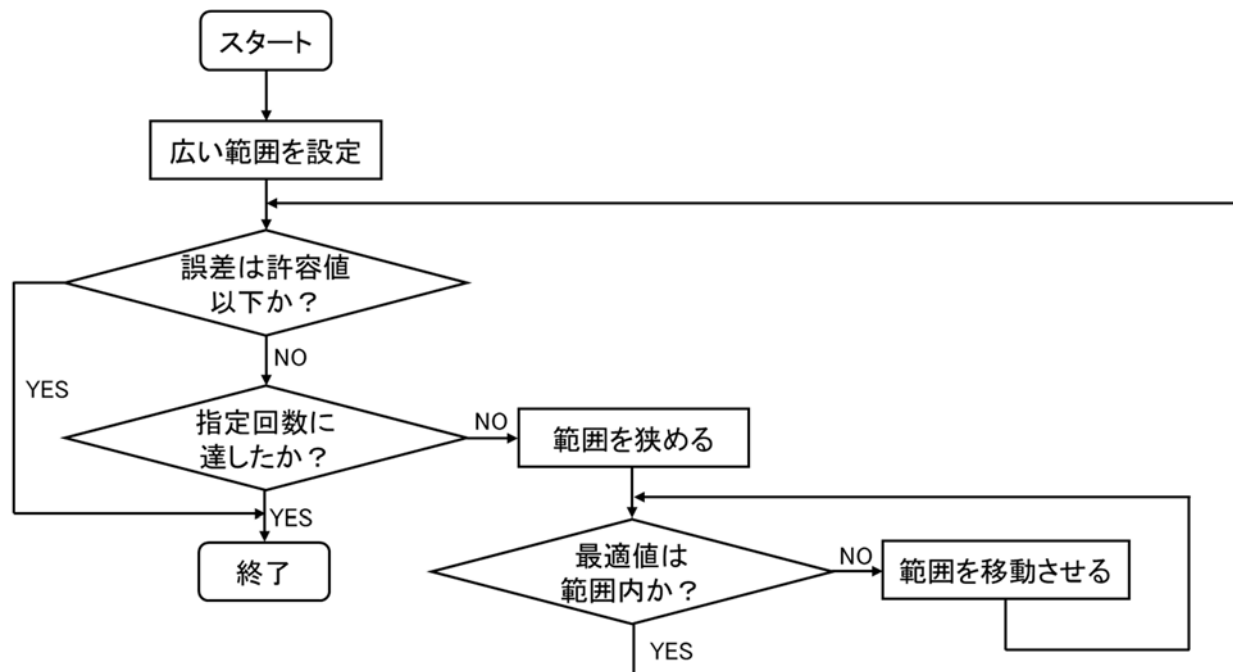 スタート
広い範囲を設定
誤差は許容値
以下か？
NO
YES
指定回数に
達したか？
NO
範囲を狭める
YES
終了
最適値は
範囲内か？
NO
範囲を移動させる
YES